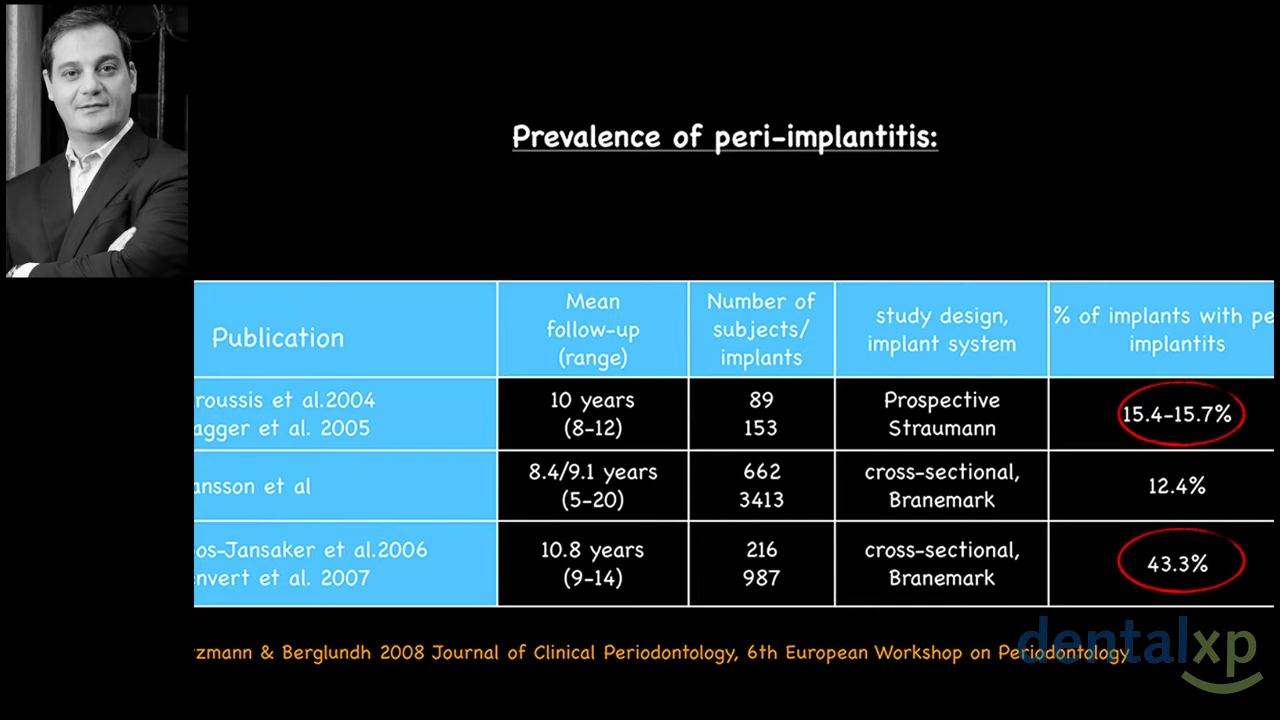 Prevalence of peri-implantitis:
Publication
Mean
follow-up
(range)
Number of
subjects/
implants
study design,
implant system
% of implants with pe
implantits
roussis et al.2004
agger et al. 2005
10 years
(8-12)
89
153
Prospective
Straumann
15.4-15.7%
ansson et al
8.4/9.1 years
(5-20)
662
3413
cross-sectional,
Branemark
12.4%
os-Jansaker et al.2006
envert et al. 2007
10.8 years
(9-14)
216
987
cross-sectional,
Branemark
43.3%
zmann & Berglundh 2008 Journal of Clinical Periodontology, 6th European Workshop on Periodontology
dentalxp